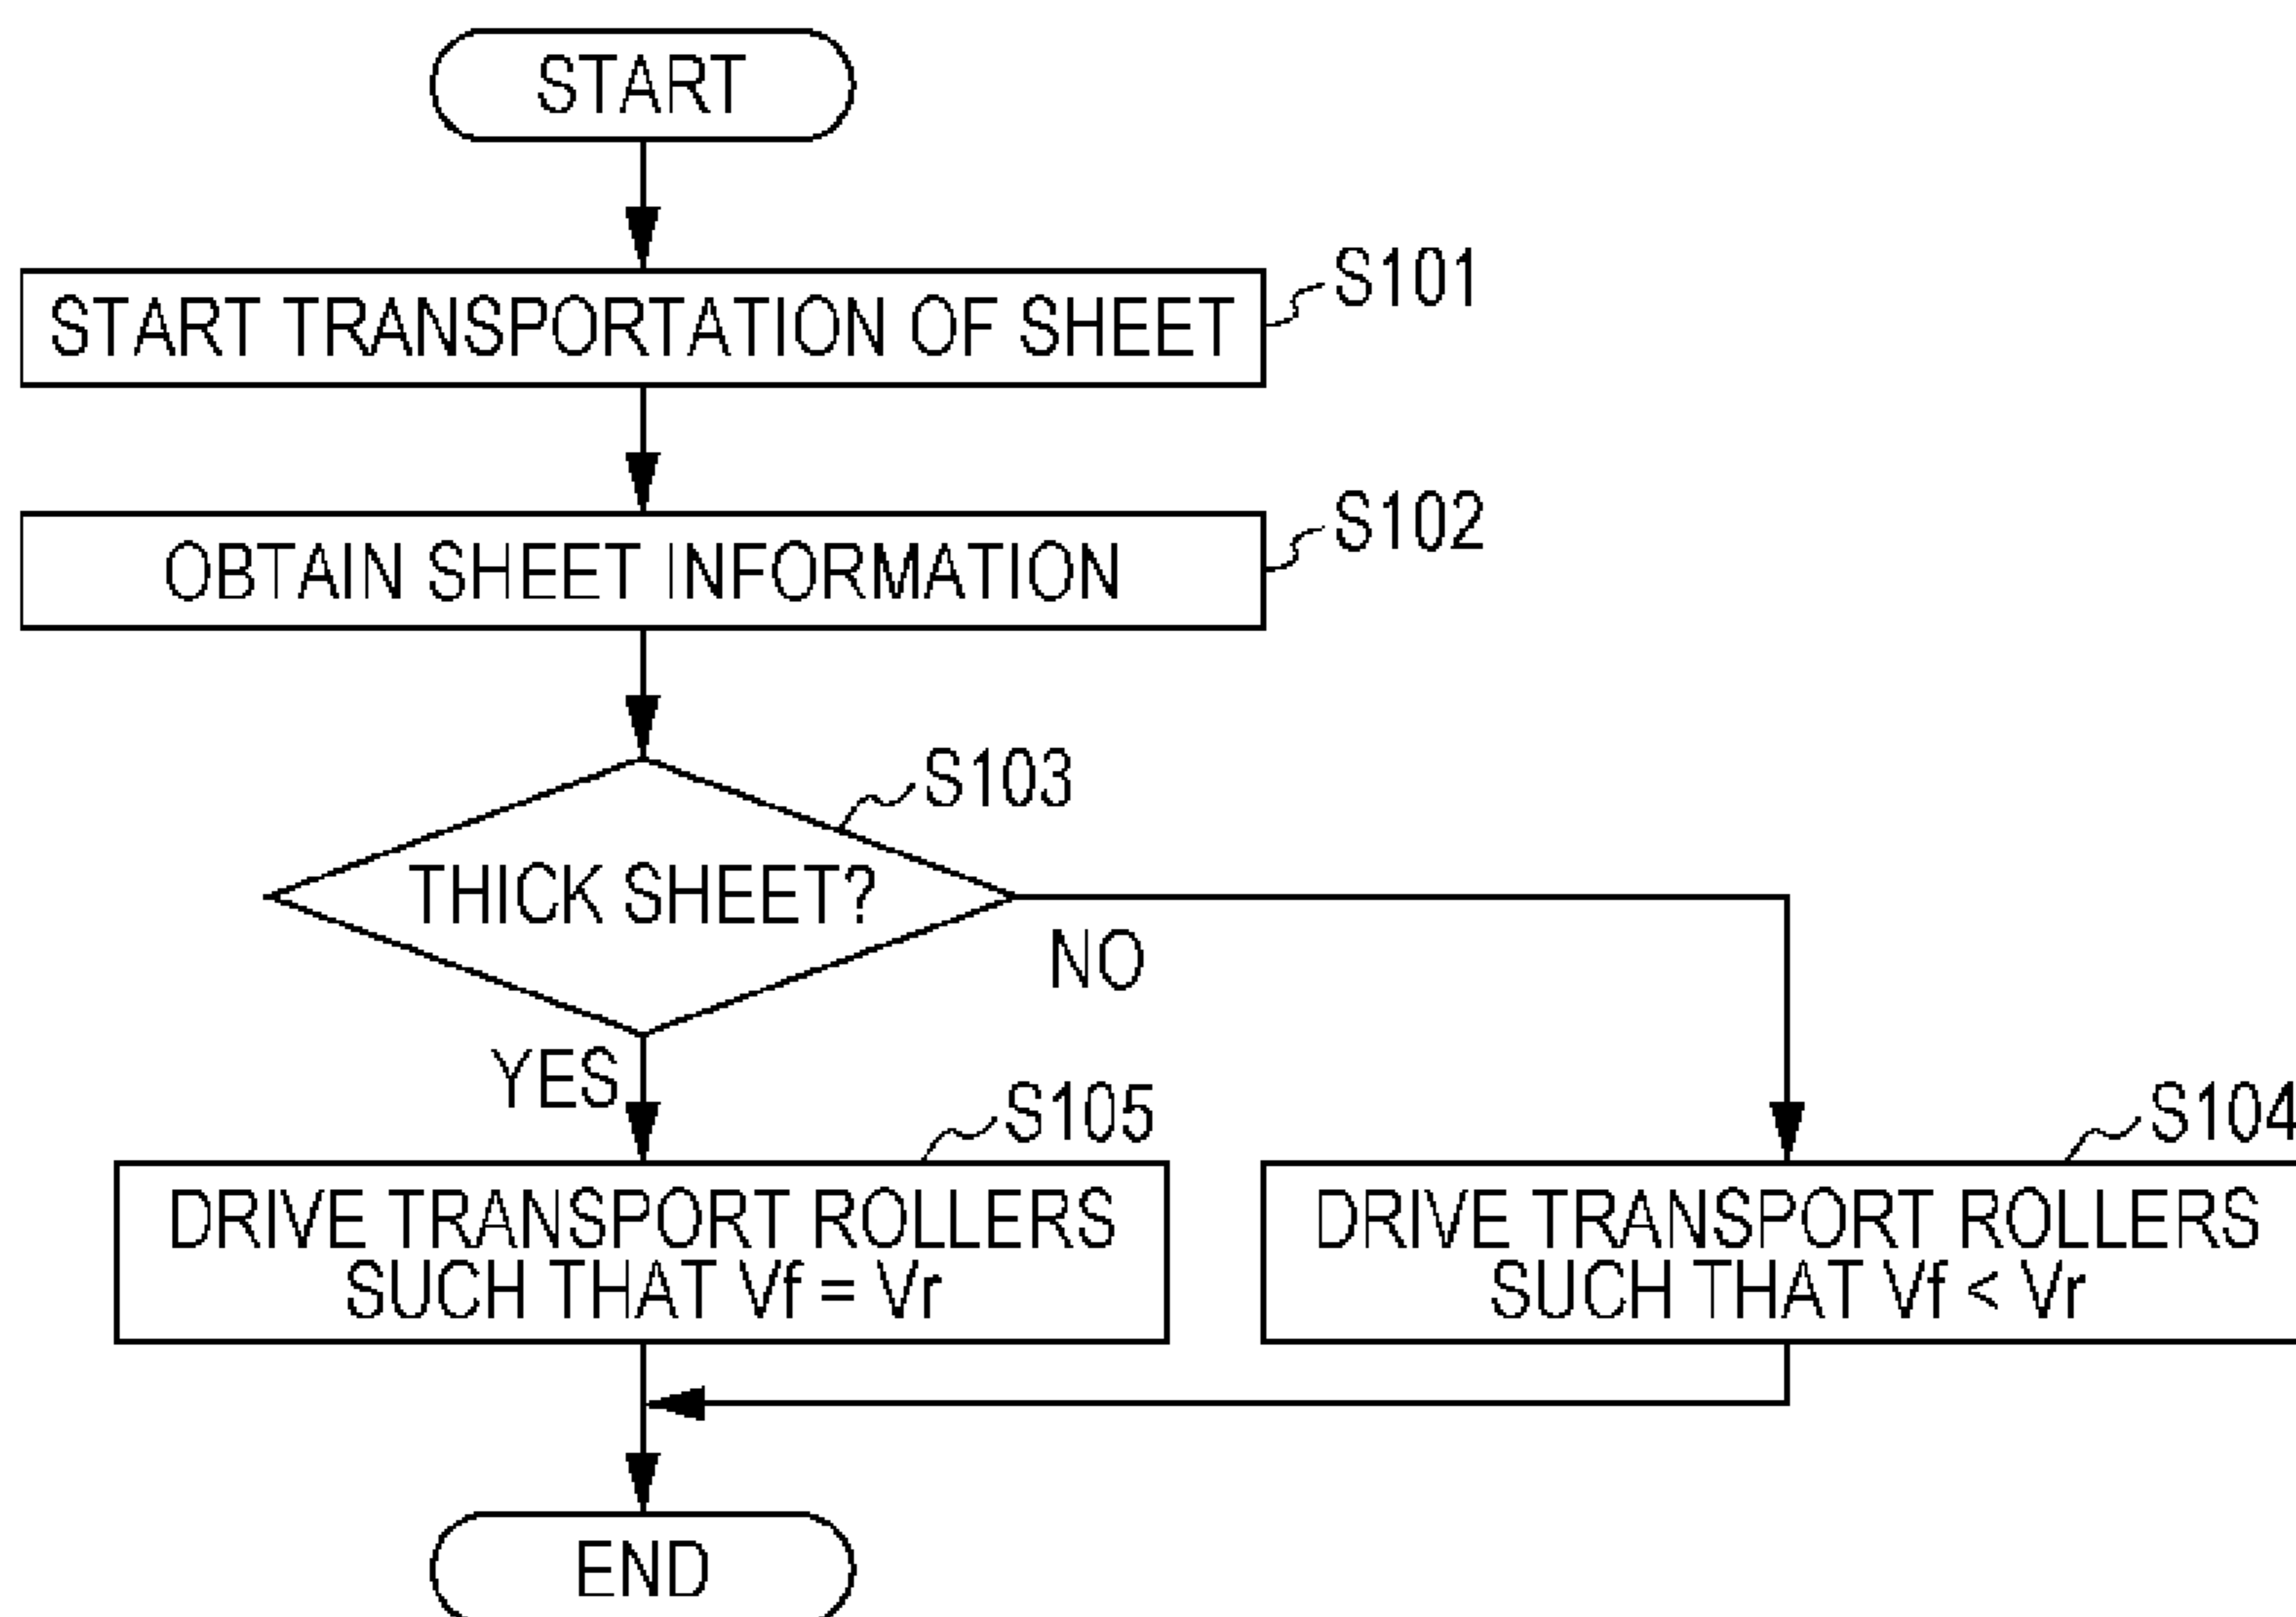 START
START TRANSPORTATION OF SHEET
S101
OBTAIN SHEET INFORMATION
S102
THICK SHEET?
S103
NO
YES
DRIVE TRANSPORT ROLLERS
SUCH THAT Vf = Vr
S105
DRIVE TRANSPORT ROLLERS
SUCH THAT Vf < Vr
S104
END